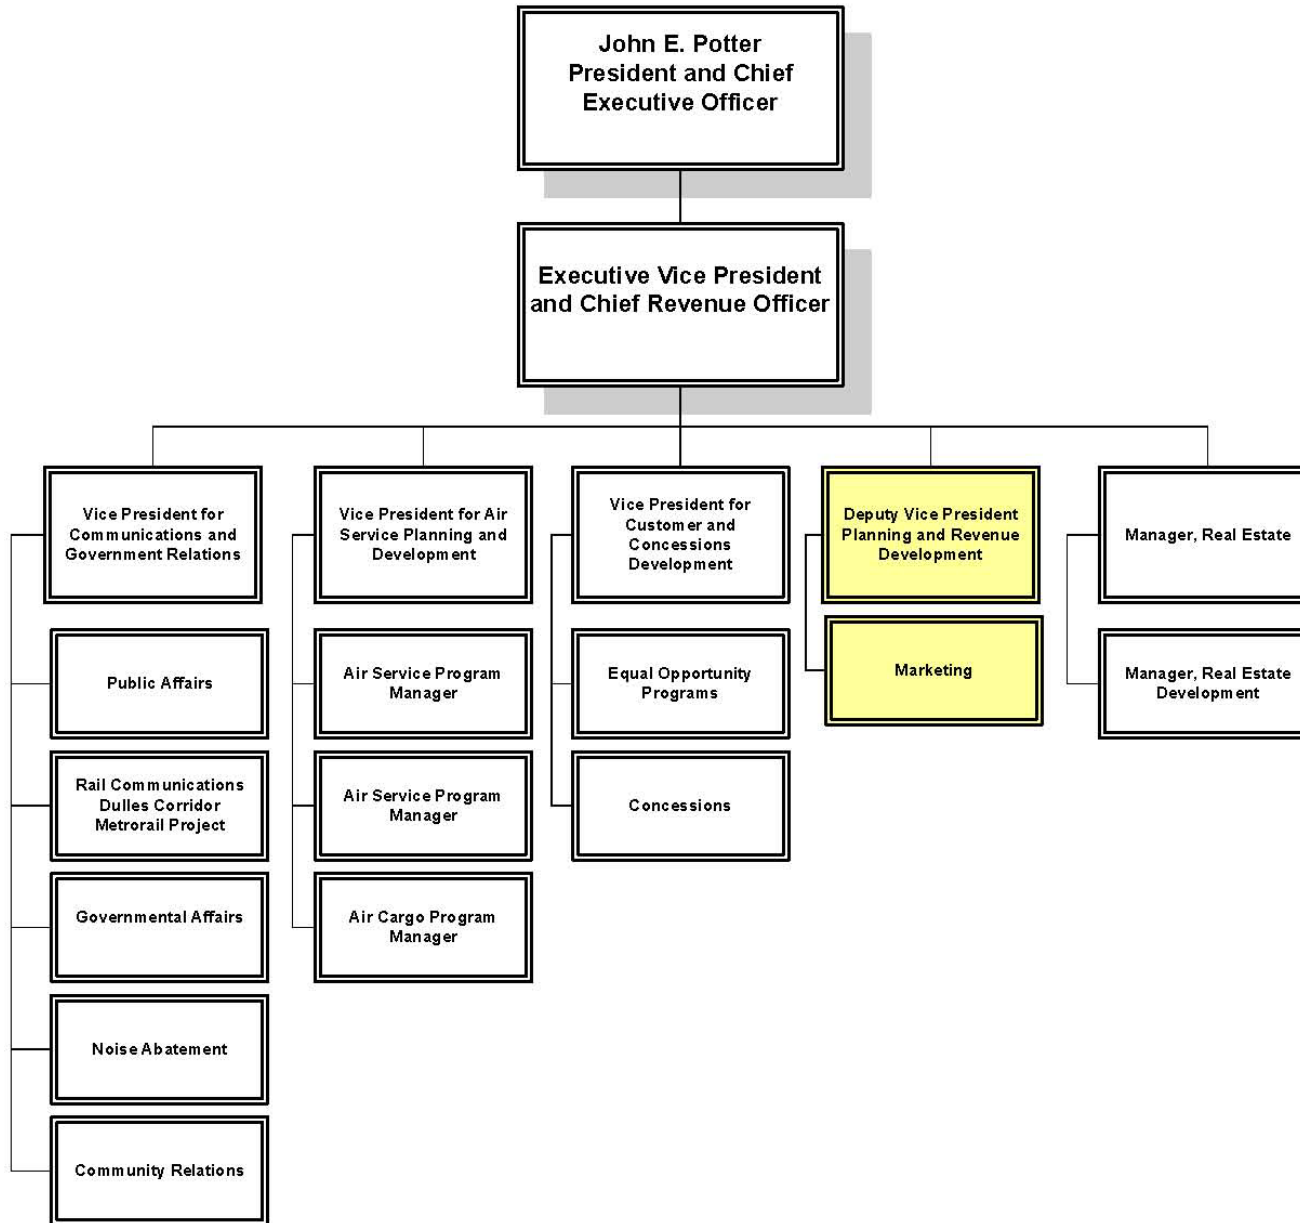 John E. Potter
President and Chief
Executive Officer
Executive Vice President
and Chief Revenue Officer
Vice President for
Communications and
Government Relations
Vice President for Air
Service Planning and
Development
Vice President for
Customer and
Concessions
Development
Deputy Vice President
Planning and Revenue
Development
Manager, Real Estate
Public Affairs
Air Service Program
Manager
Equal Opportunity
Programs
Marketing
Manager, Real Estate
Development
Rail Communications
Dulles Corridor
Metrorail Project
Air Service Program
Manager
Concessions
Governmental Affairs
Air Cargo Program
Manager
Noise Abatement
Community Relations